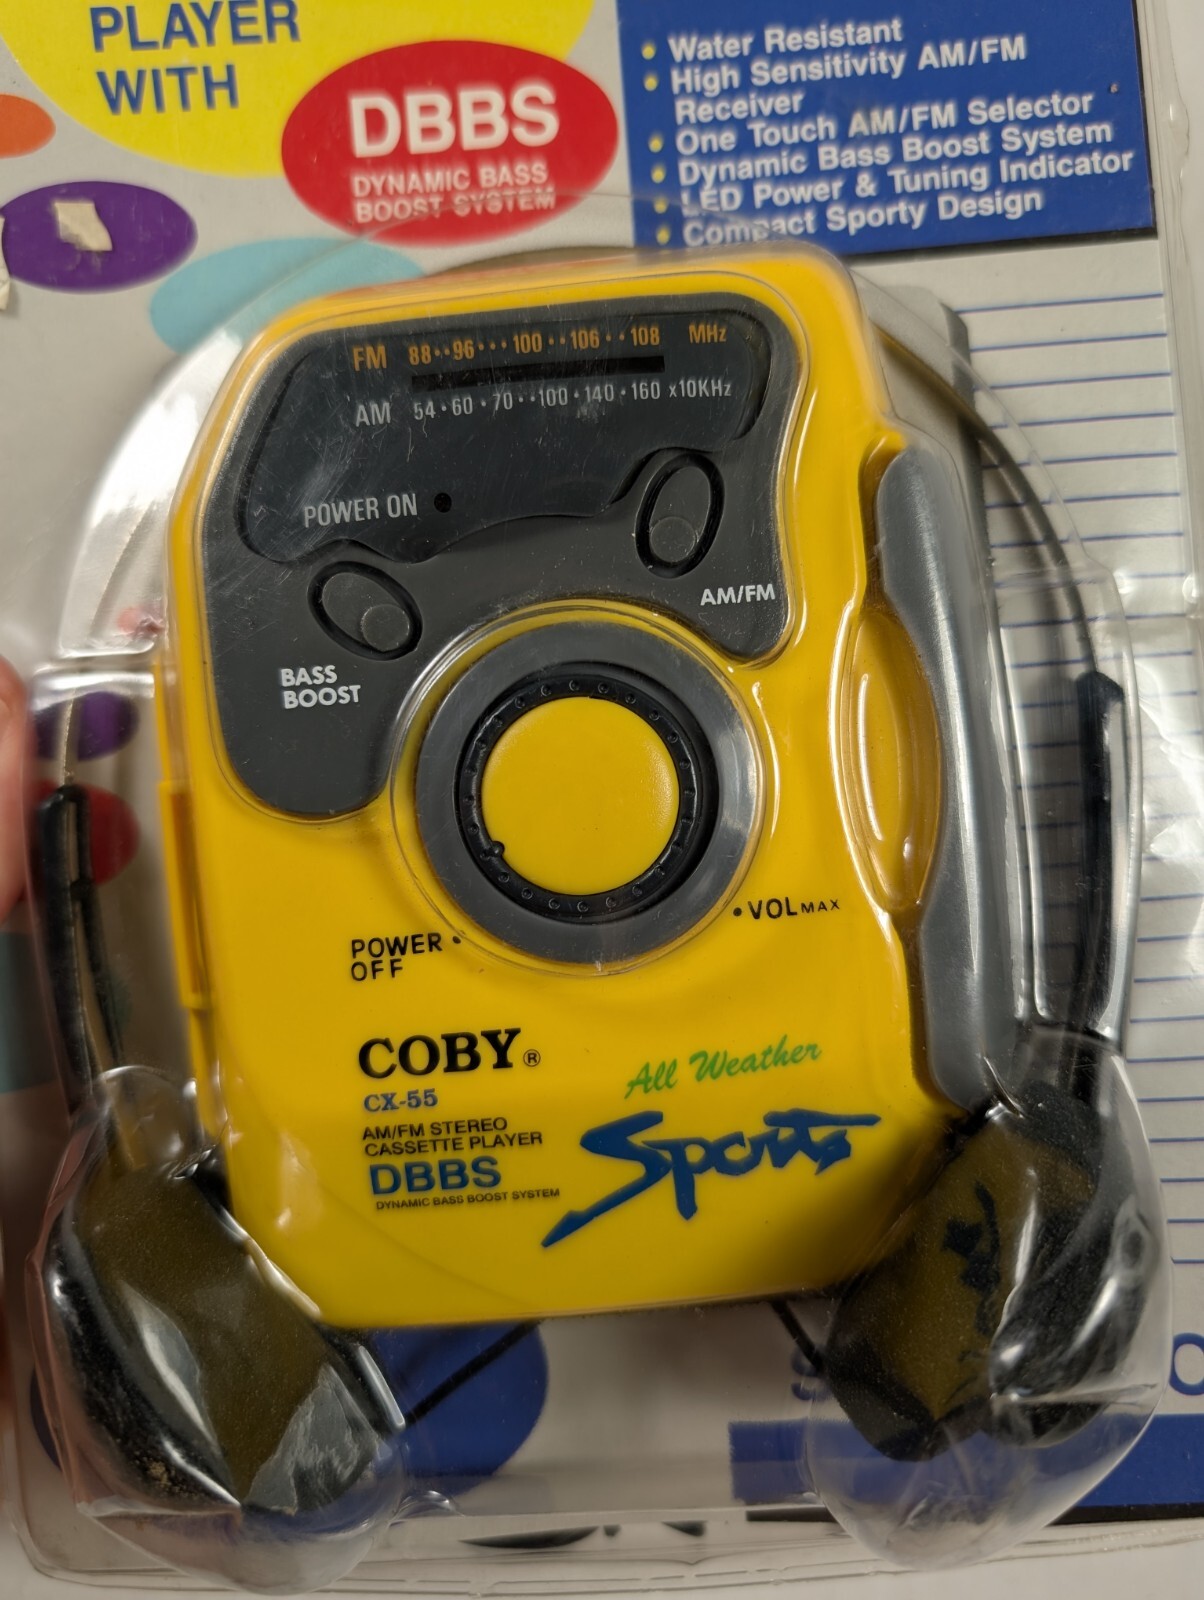 PLAYER
WITH
DBBS
DYNAMIC BASS
BOOST SYSTEM
• Water Resistant
• High Sensitivity AM/FM
Receiver
• One Touch AM/FM Selector
• Dynamic Bass Boost System
• LED Power & Tuning Indicator
• Compact Sporty Design
FM 88··96···100··106··108 MHz
AM 54·60·70··100·140·160 x10KHz
POWER ON
AM/FM
BASS
BOOST
•VOL MAX
POWER•
OFF
COBY®
CX-55
AM/FM STEREO
CASSETTE PLAYER
DBBS
DYNAMIC BASS BOOST SYSTEM
All Weather
Sports